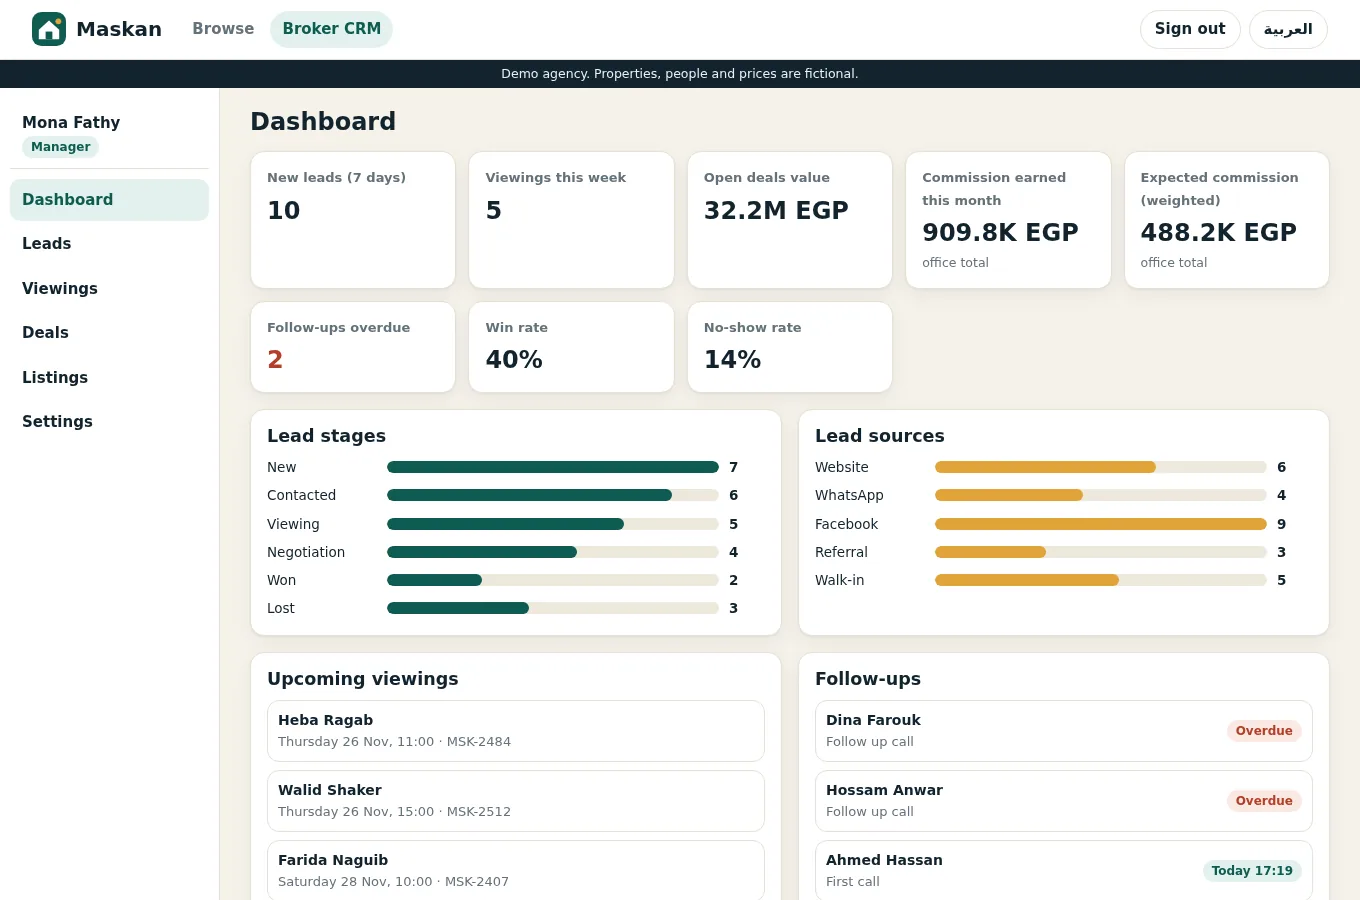 Maskan
Browse
Broker CRM
Sign out
العربية
Demo agency. Properties, people and prices are fictional.
Mona Fathy
Manager
Dashboard
Leads
Viewings
Deals
Listings
Settings
Dashboard
New leads (7 days)
10
Viewings this week
5
Open deals value
32.2M EGP
Commission earned
this month
909.8K EGP
office total
Expected commission
(weighted)
488.2K EGP
office total
Follow-ups overdue
2
Win rate
40%
No-show rate
14%
Lead stages
New 7
Contacted 6
Viewing 5
Negotiation 4
Won 2
Lost 3
Lead sources
Website 6
WhatsApp 4
Facebook 9
Referral 3
Walk-in 5
Upcoming viewings
Heba Ragab
Thursday 26 Nov, 11:00 · MSK-2484
Walid Shaker
Thursday 26 Nov, 15:00 · MSK-2512
Farida Naguib
Saturday 28 Nov, 10:00 · MSK-2407
Follow-ups
Dina Farouk
Follow up call
Overdue
Hossam Anwar
Follow up call
Overdue
Ahmed Hassan
First call
Today 17:19